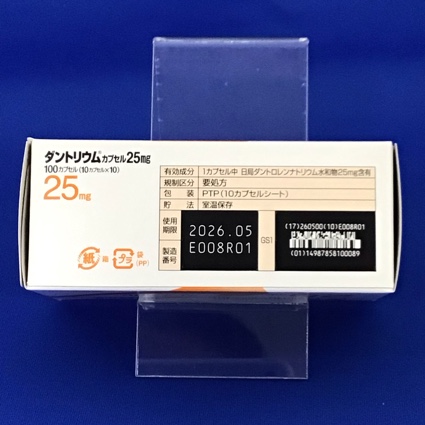 ダントリウム®カプセル25mg
100カプセル(10カプセル×10)
25mg
有効成分 1カプセル中 日局ダントロレンナトリウム水和物25mg含有
規制区分 要処方
包装 PTP(10カプセルシート)
貯法 室温保存
使用期限 2026.05
製造番号 E008R01
GS1
(17)260500(10)E008R01
(01)14987858100089
紙
箱
プラ
袋
(PP)